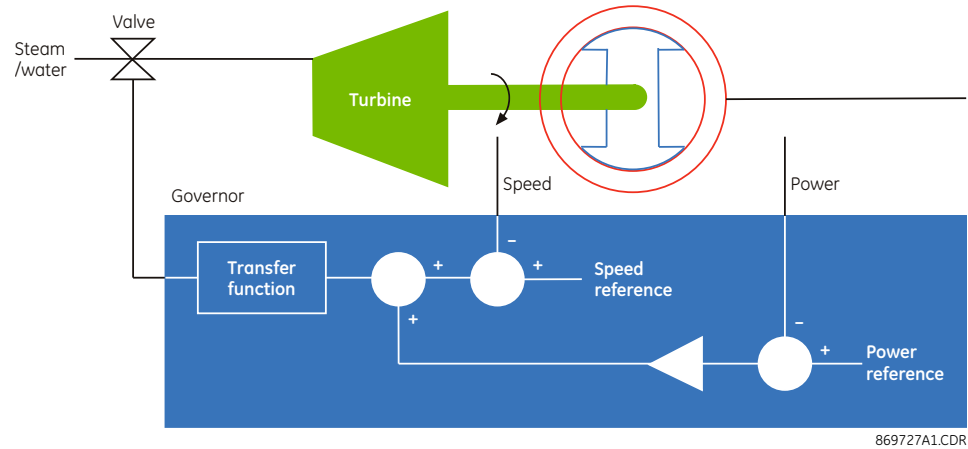 Valve
Steam
/water
Turbine
Speed
Power
Governor
–
+
+
Speed
reference
Transfer
function
+
–
+
Power
reference
869727A1.CDR